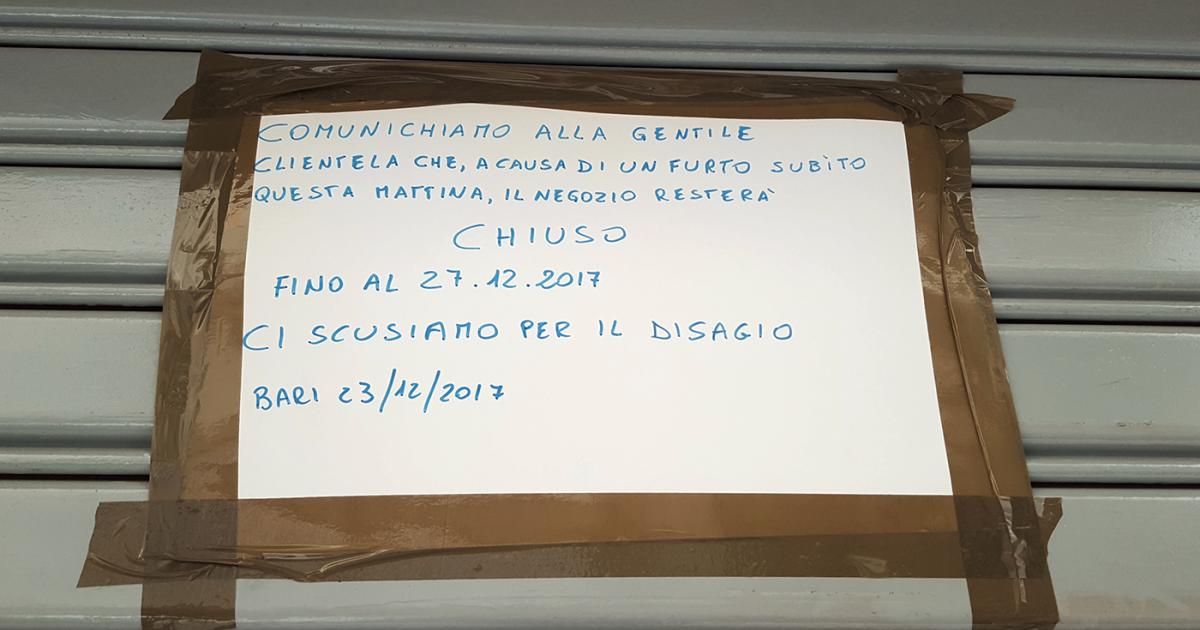 COMUNICHIAMO ALLA GENTILE
CLIENTELA CHE, A CAUSA DI UN FURTO SUBÌTO
QUESTA MATTINA, IL NEGOZIO RESTERÀ
CHIUSO
FINO AL 27.12.2017
CI SCUSIAMO PER IL DISAGIO
BARI 23/12/2017